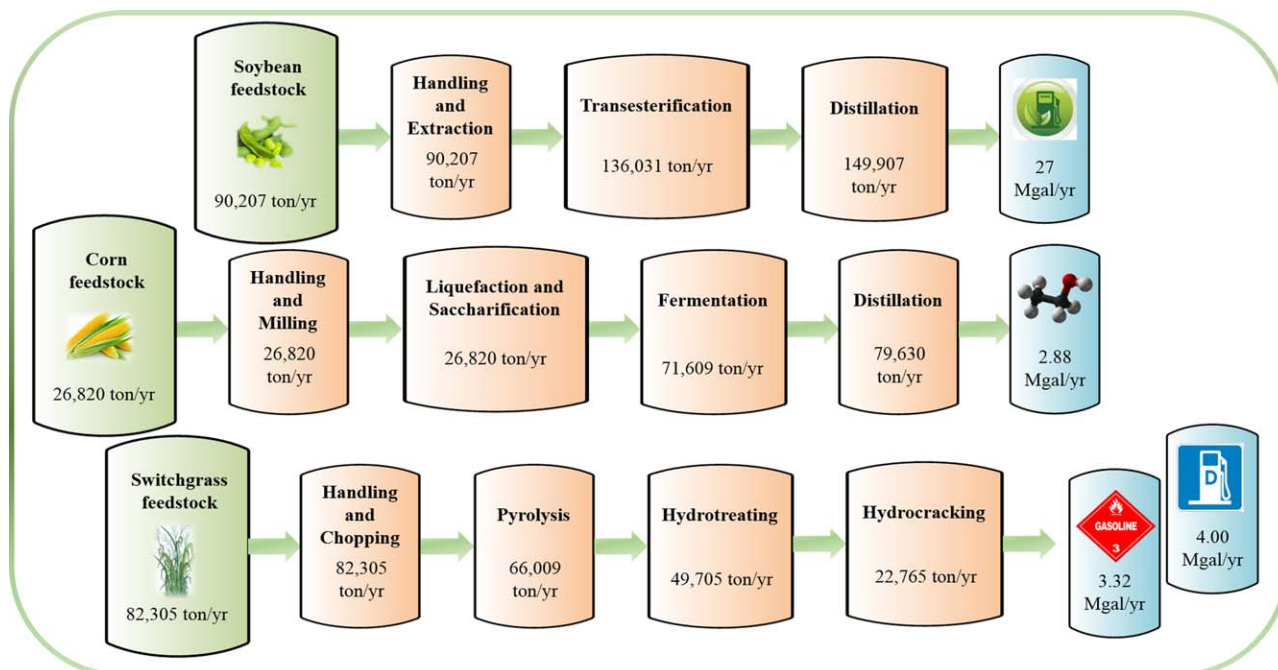 Soybean
feedstock
90,207 ton/yr
Handling
and
Extraction
90,207
ton/yr
Transesterification
136,031 ton/yr
Distillation
149,907
ton/yr
27
Mgal/yr
Corn
feedstock
26,820 ton/yr
Handling
and
Milling
26,820
ton/yr
Liquefaction and
Saccharification
26,820 ton/yr
Fermentation
71,609 ton/yr
Distillation
79,630
ton/yr
2.88
Mgal/yr
Switchgrass
feedstock
82,305 ton/yr
Handling
and
Chopping
82,305
ton/yr
Pyrolysis
66,009
ton/yr
Hydrotreating
49,705 ton/yr
Hydrocracking
22,765 ton/yr
GASOLINE
3
3.32
Mgal/yr
D
4.00
Mgal/yr